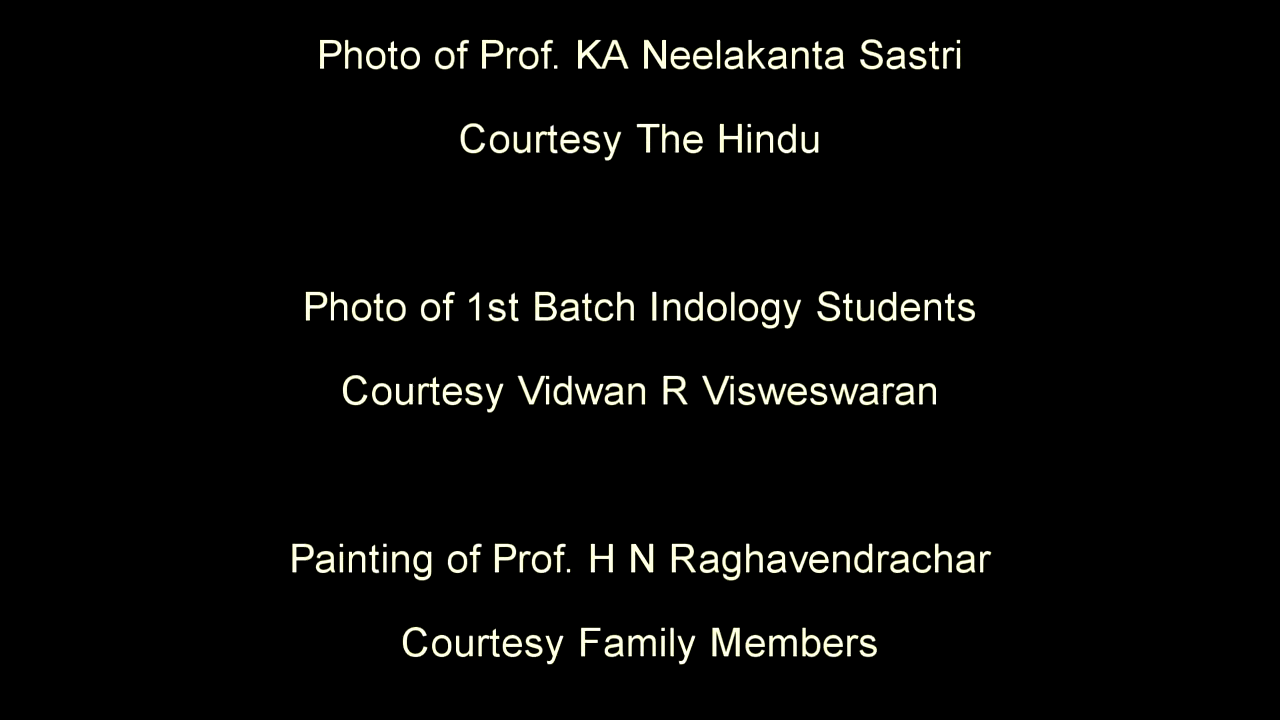 Photo of Prof. KA Neelakanta Sastri
Courtesy The Hindu
Photo of 1st Batch Indology Students
Courtesy Vidwan R Visweswaran
Painting of Prof. H N Raghavendrachar
Courtesy Family Members